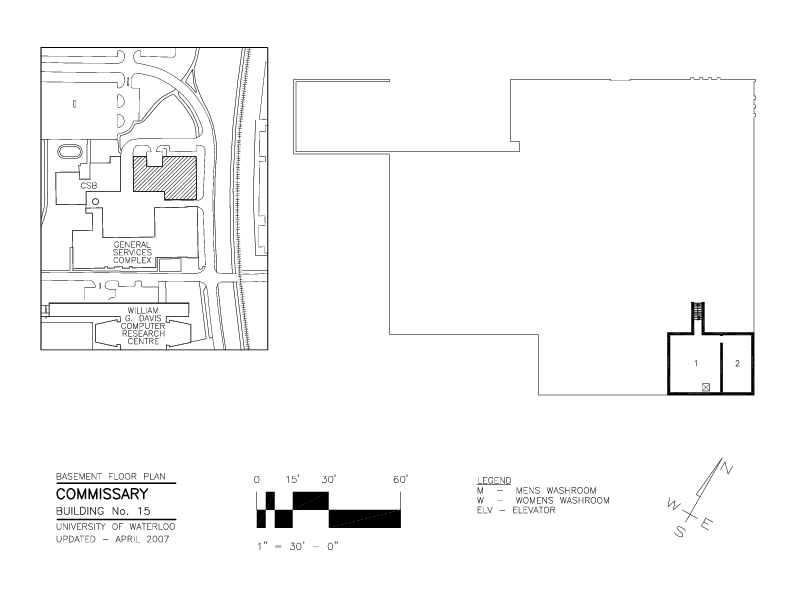 CSB
GENERAL
SERVICES
COMPLEX
WILLIAM
G. DAVIS
COMPUTER
RESEARCH
CENTRE
1
2
BASEMENT FLOOR PLAN
COMMISSARY
BUILDING No. 15
UNIVERSITY OF WATERLOO
UPDATED – APRIL 2007
0 15' 30' 60'
1" = 30' – 0"
LEGEND
M – MENS WASHROOM
W – WOMENS WASHROOM
ELV – ELEVATOR
N
W
E
S